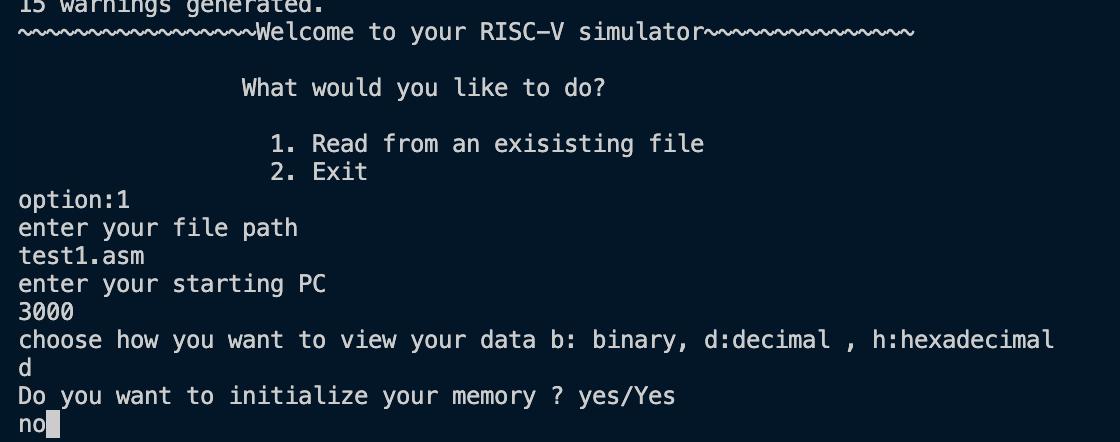 15 warnings generated.
~~~~~~~~~~~~~~~~~Welcome to your RISC-V simulator~~~~~~~~~~~~~~~
What would you like to do?
1. Read from an exisisting file
2. Exit
option:1
enter your file path
test1.asm
enter your starting PC
3000
choose how you want to view your data b: binary, d:decimal , h:hexadecimal
d
Do you want to initialize your memory ? yes/Yes
no